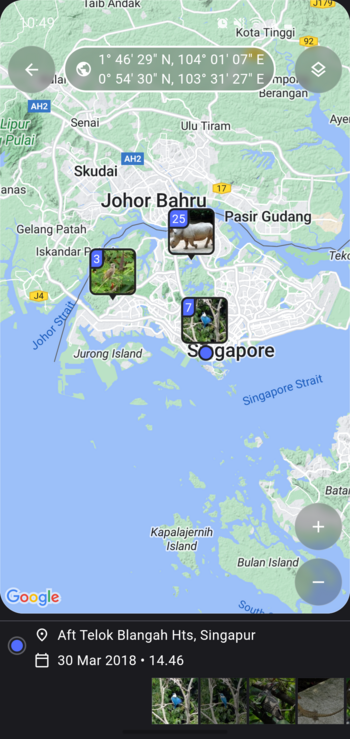 Taib Andak
J179
10:49
Kota Tinggi
92
1° 46' 29" N, 104° 01' 07" E
0° 54' 30" N, 103° 31' 27" E
Berangan
AH2
Senai
Ulu Tiram
Lipur
Pulai
Skudai
AH2
anas
17
Johor Bahru
Pasir Gudang
Gelang Patah
25
Iskandar P
3
J4
7
Johor Strait
Jurong Island
Singapore
Singapore Strait
Bata
Kapalajernih
Island
+
Bulan Island
−
Google
South
Aft Telok Blangah Hts, Singapur
30 Mar 2018 • 14.46